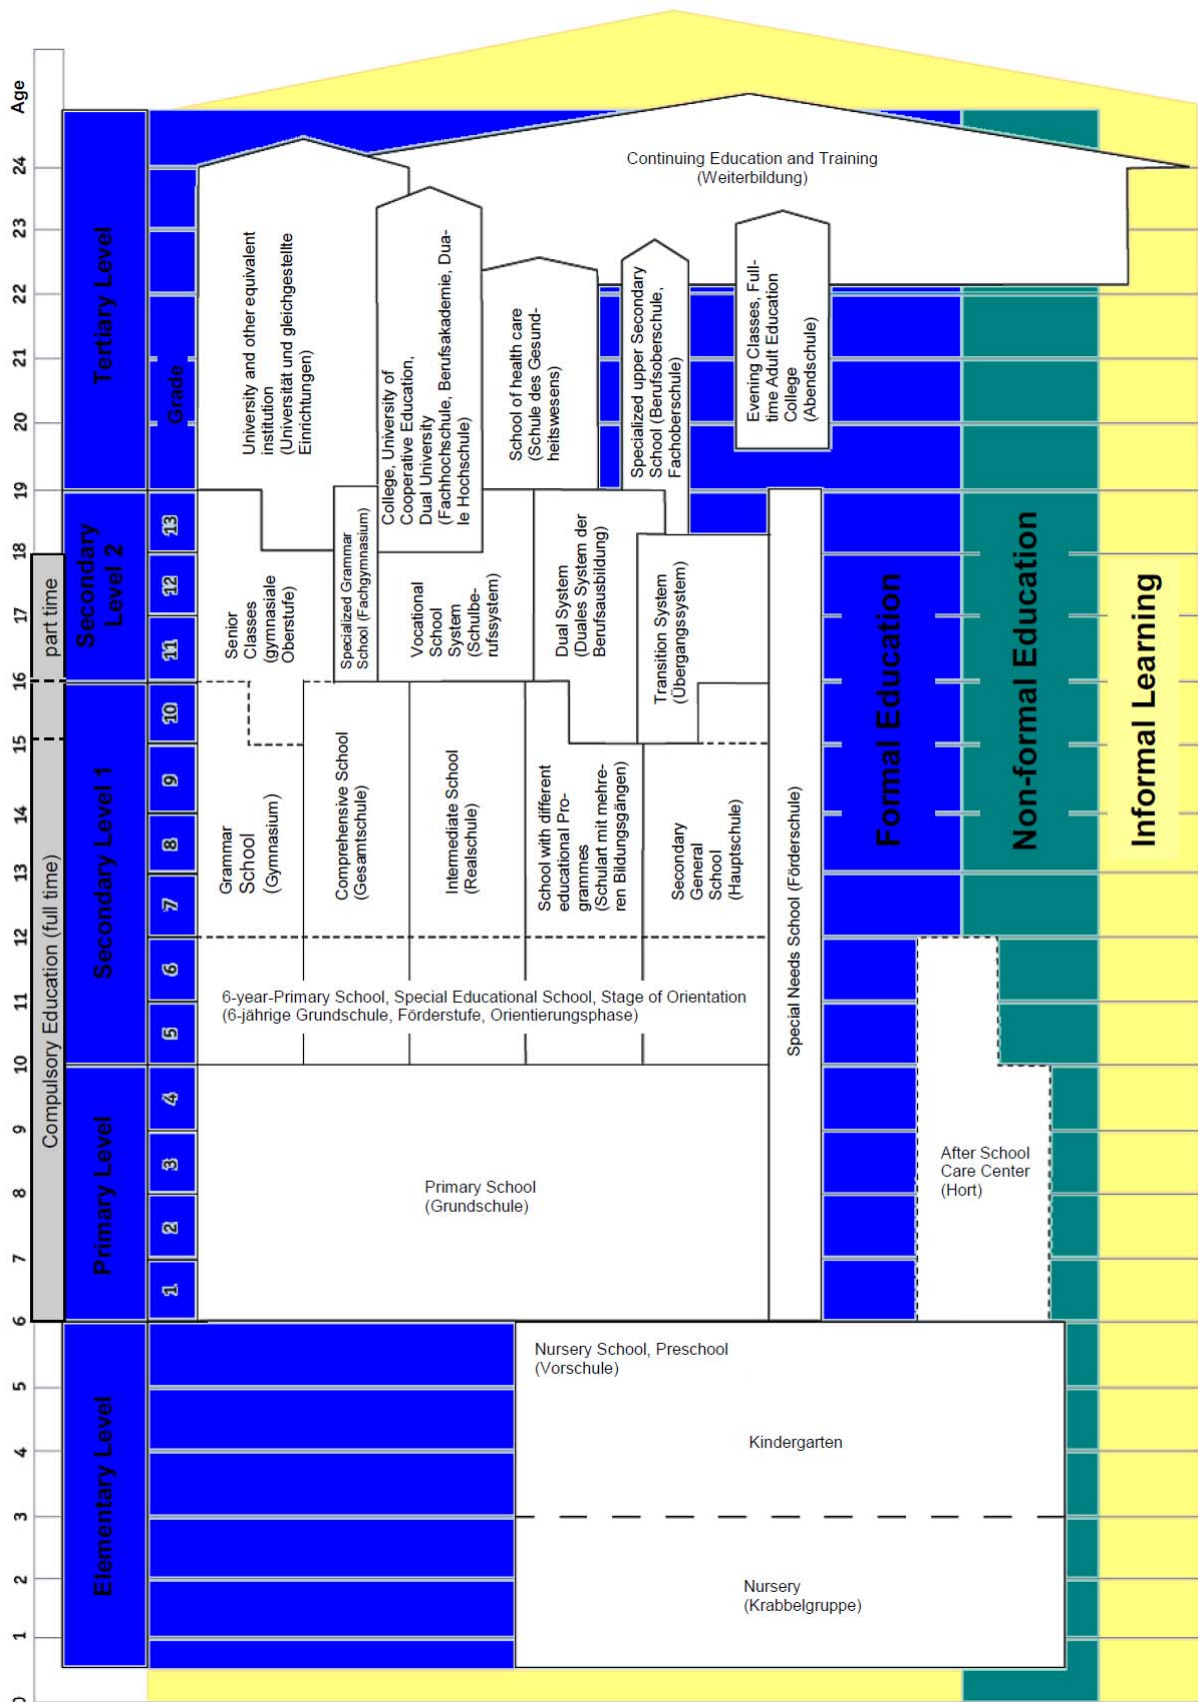 Age
24
23
22
21
20
19
18
17
16
15
14
13
12
11
10
9
8
7
6
5
4
3
2
1
0
part time
Compulsory Education (full time)
Tertiary Level
Secondary
Level 2
Secondary Level 1
Primary Level
Elementary Level
Grade
13
12
11
10
9
8
7
6
5
4
3
2
1
Continuing Education and Training
(Weiterbildung)
University and other equivalent
institution
(Universität und gleichgestellte
Einrichtungen)
College, University of
Cooperative Education,
Dual University
(Fachhochschule, Berufsakademie, Dua-
le Hochschule)
School of health care
(Schule des Gesund-
heitswesens)
Specialized upper Secondary
School (Berufsoberschule,
Fachoberschule)
Evening Classes, Full-
time Adult Education
College
(Abendschule)
Senior
Classes
(gymnasiale
Oberstufe)
Specialized Grammar
School (Fachgymnasium)
Vocational
School
System
(Schulbe-
rufssystem)
Dual System
(Duales System der
Berufsausbildung)
Transition System
(Übergangssystem)
Grammar
School
(Gymnasium)
Comprehensive School
(Gesamtschule)
Intermediate School
(Realschule)
School with different
educational Pro-
grammes
(Schulart mit mehre-
ren Bildungsgängen)
Secondary
General
School
(Hauptschule)
Special Needs School (Förderschule)
Formal Education
Non-formal Education
Informal Learning
6-year-Primary School, Special Educational School, Stage of Orientation
(6-jährige Grundschule, Förderstufe, Orientierungsphase)
Primary School
(Grundschule)
After School
Care Center
(Hort)
Nursery School, Preschool
(Vorschule)
Kindergarten
Nursery
(Krabbelgruppe)